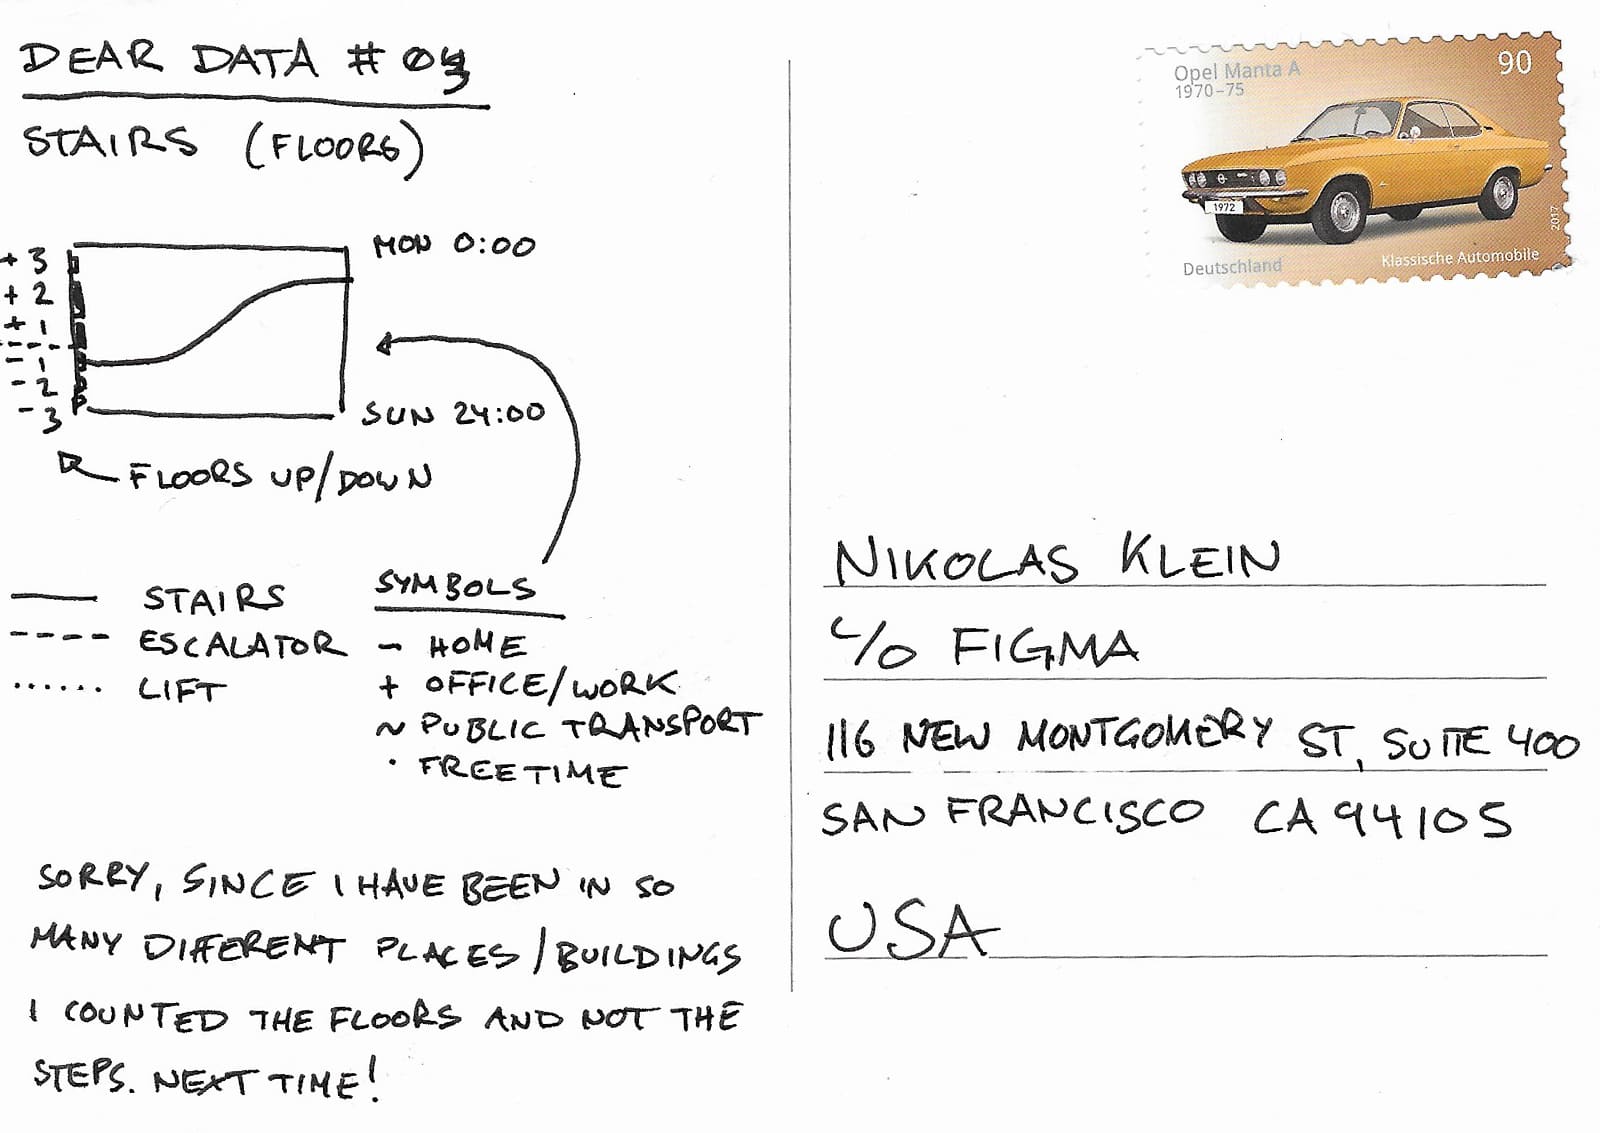 DEAR DATA #
STAIRS (FLOORS)
MON 0:00
+3
+2
+1
-1
-2
-3
SUN 24:00
FLOORS UP/DOWN
STAIRS
ESCALATOR
LIFT
SYMBOLS
– HOME
+ OFFICE/WORK
~ PUBLIC TRANSPORT
· FREETIME
SORRY, SINCE I HAVE BEEN IN SO
MANY DIFFERENT PLACES/BUILDINGS
I COUNTED THE FLOORS AND NOT THE
STEPS. NEXT TIME!
Opel Manta A
1970–75
90
1972
2017
Deutschland
Klassische Automobile
NIKOLAS KLEIN
C/O FIGMA
116 NEW MONTGOMERY ST, SUITE 400
SAN FRANCISCO CA 94105
USA